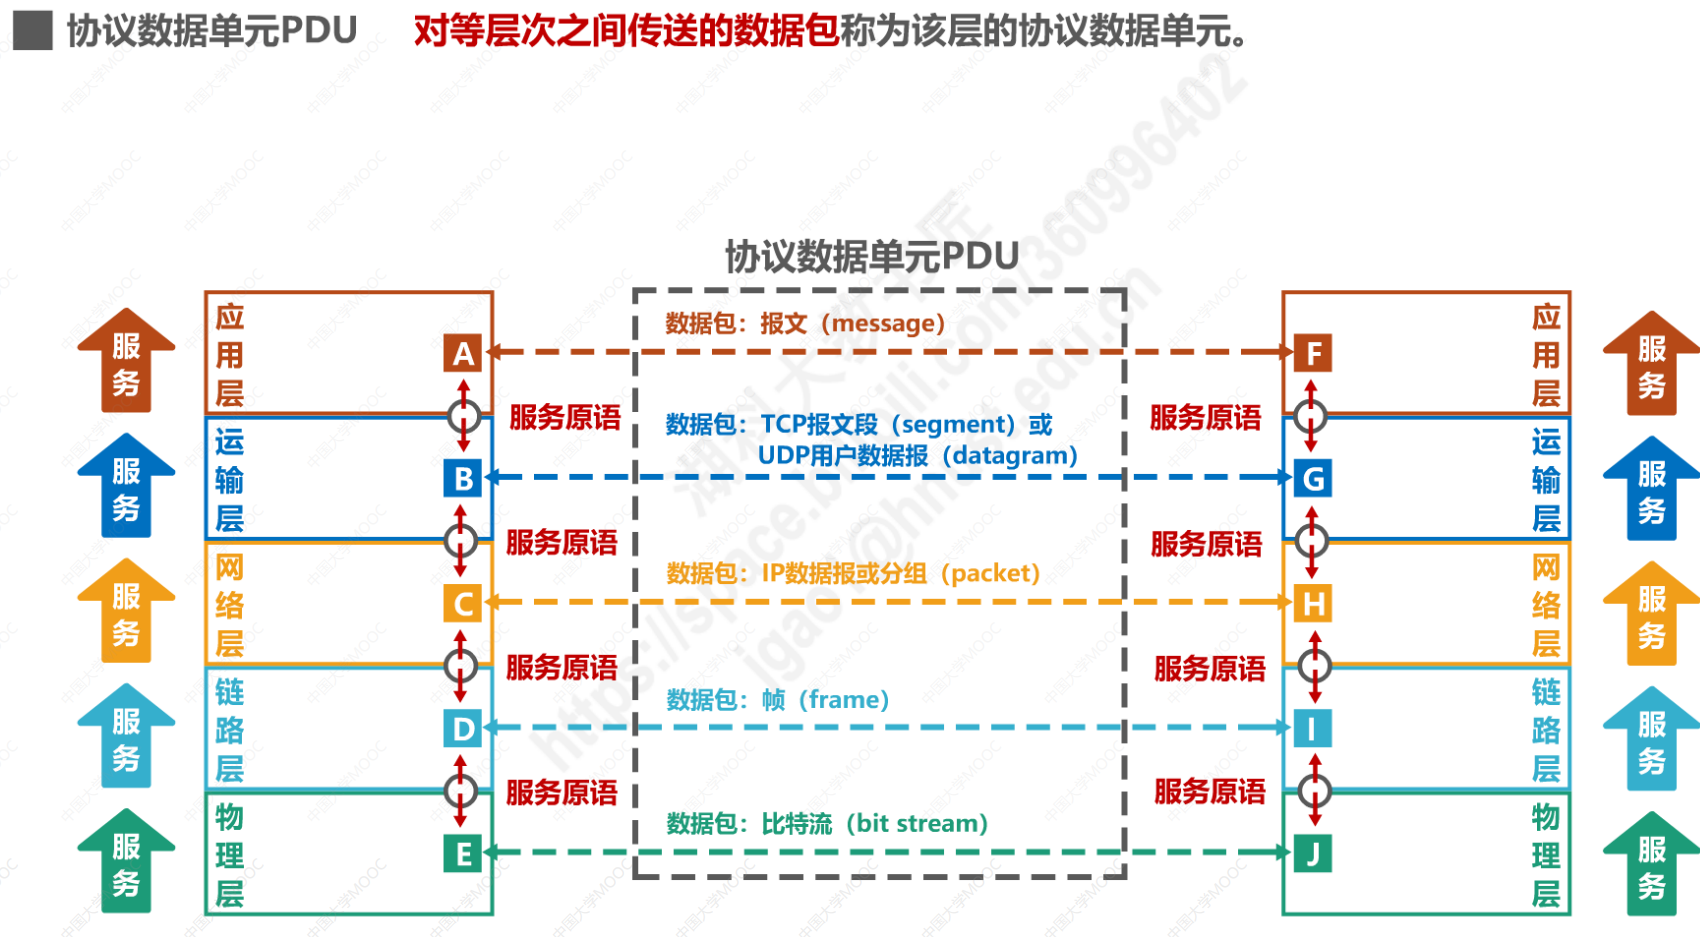 协议数据单元PDU 对等层次之间传送的数据包称为该层的协议数据单元。
协议数据单元PDU
服务
应用层
A
数据包：报文（message）
F
应用层
服务
服务原语
服务原语
服务
运输层
B
数据包：TCP报文段（segment）或
UDP用户数据报（datagram）
G
运输层
服务
服务原语
服务原语
服务
网络层
C
数据包：IP数据报或分组（packet）
H
网络层
服务
服务原语
服务原语
服务
链路层
D
数据包：帧（frame）
I
链路层
服务
服务原语
服务原语
服务
物理层
E
数据包：比特流（bit stream）
J
物理层
服务
湖科大教书匠
https://space.bilibili.com/360996402
jgao1@hnust.edu.cn
中国大学MOOC